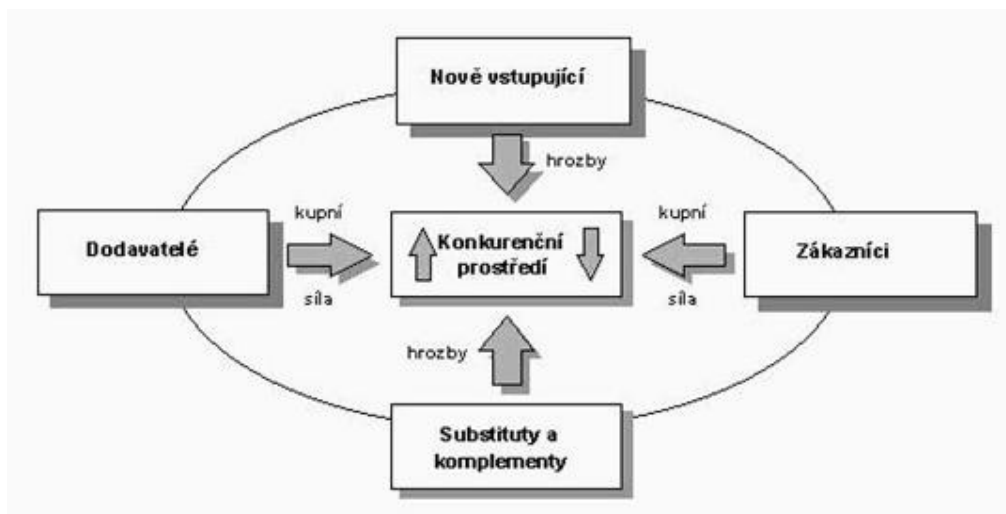 Nově vstupující
hrozby
kupní
Dodavatelé
síla
Konkurenční
prostředí
kupní
Zákazníci
síla
hrozby
Substituty a
komplementy